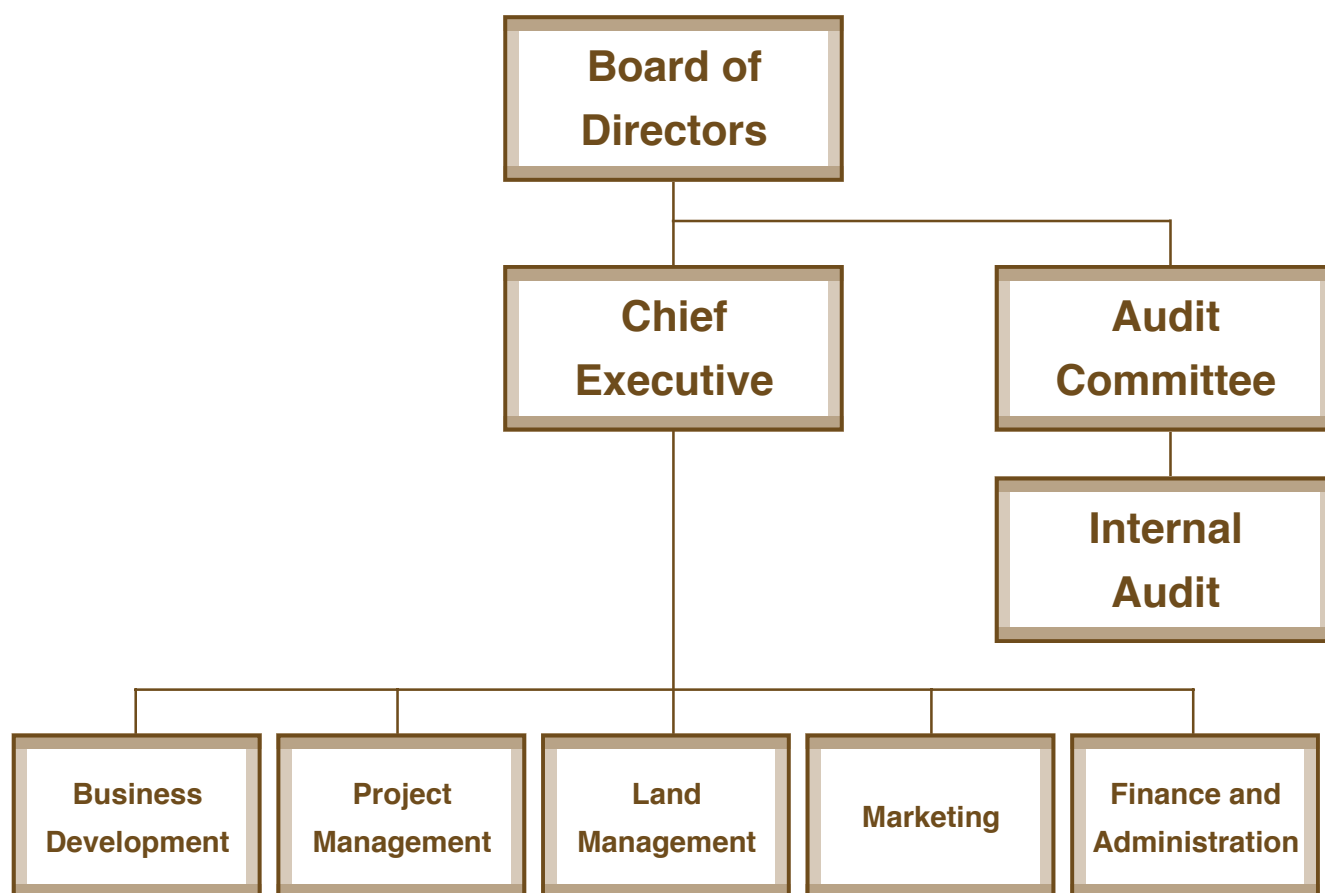 Board of
Directors
Chief
Executive
Audit
Committee
Internal
Audit
Business
Development
Project
Management
Land
Management
Marketing
Finance and
Administration